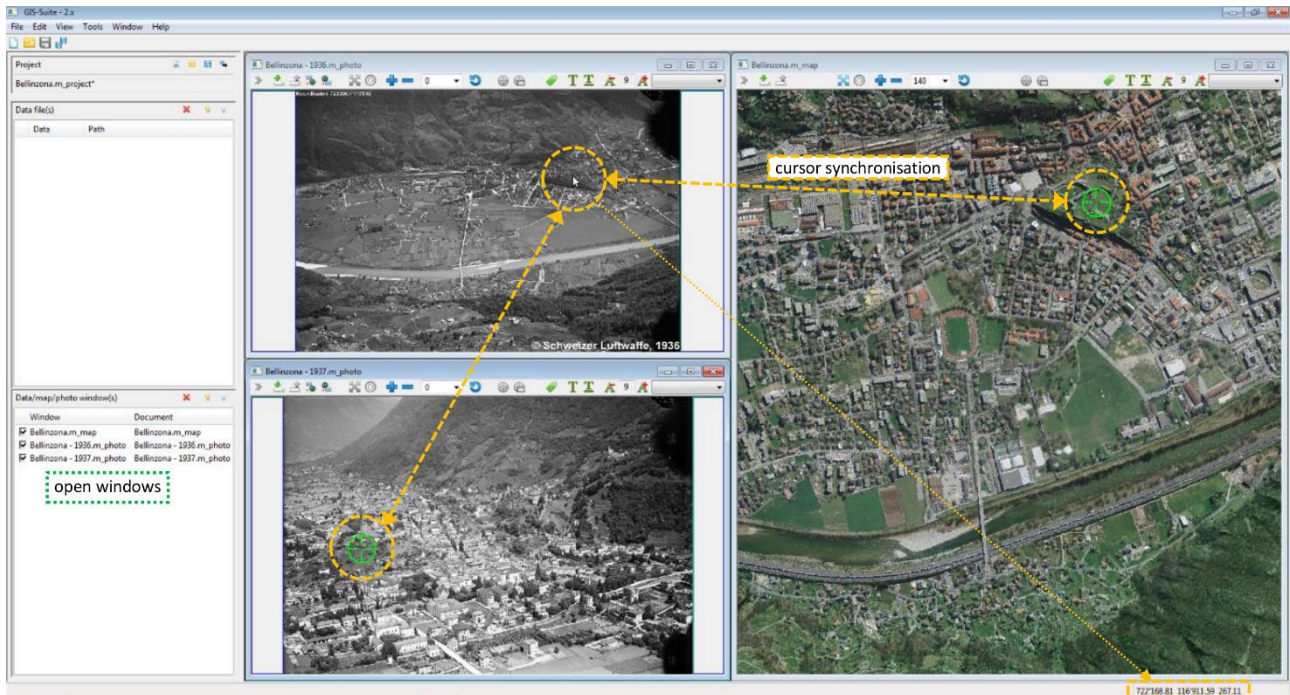 GIS-Suite - 2.x
File Edit View Tools Window Help
Project
Bellinzona.m_project*
Data file(s)
Data Path
Data/map/photo window(s)
Window Document
Bellinzona.m_map Bellinzona.m_map
Bellinzona - 1936.m_photo Bellinzona - 1936.m_photo
Bellinzona - 1937.m_photo Bellinzona - 1937.m_photo
open windows
Bellinzona - 1936.m_photo
0 T T A 9 A
© Schweizer Luftwaffe, 1936
Bellinzona - 1937.m_photo
0 T T A 9 A
Bellinzona.m_map
140 T T A 9 A
cursor synchronisation
722'168.81 116'911.59 267.11